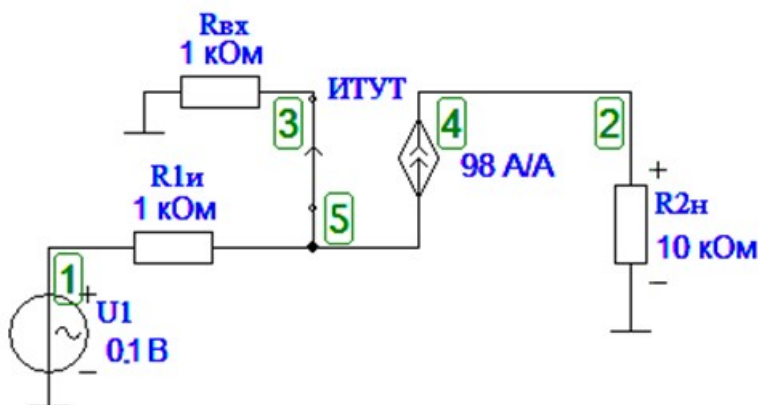 Rвх
1 кОм
ИТУТ
3
4
2
98 А/А
R1и
1 кОм
5
+
R2н
10 кОм
−
1
+
U1
0.1 В
−